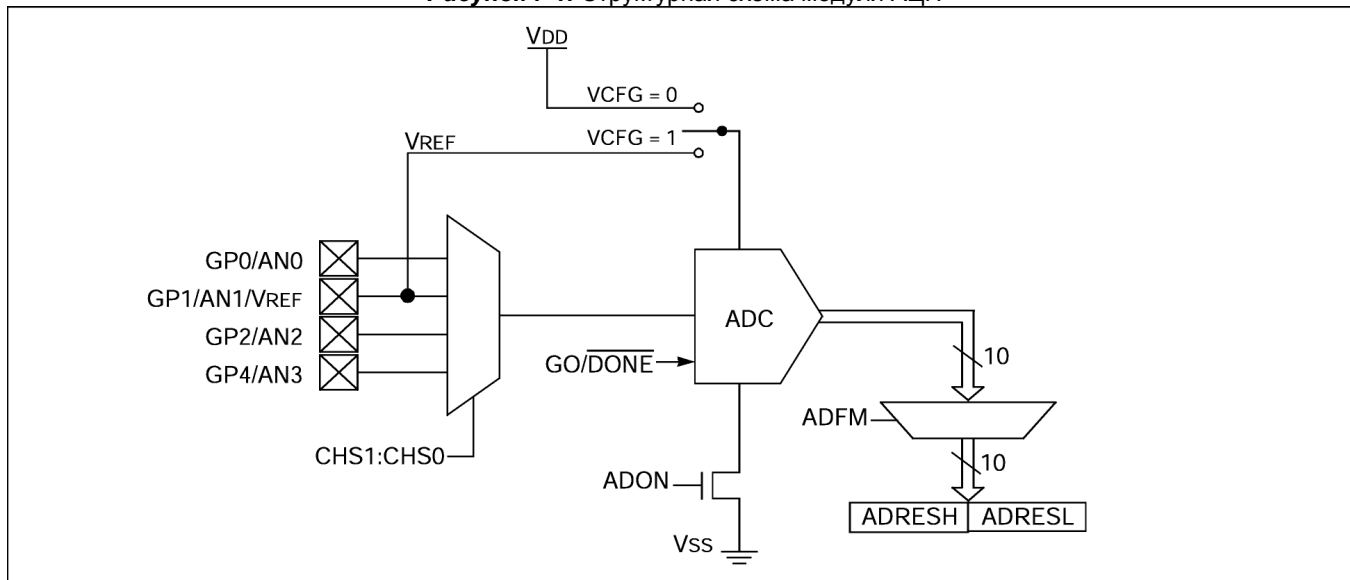 VDD
VCFG = 0
VCFG = 1
VREF
GP0/AN0
GP1/AN1/VREF
GP2/AN2
GP4/AN3
ADC
GO/DONE
10
ADFM
CHS1:CHS0
10
ADON
ADRESH ADRESL
VSS